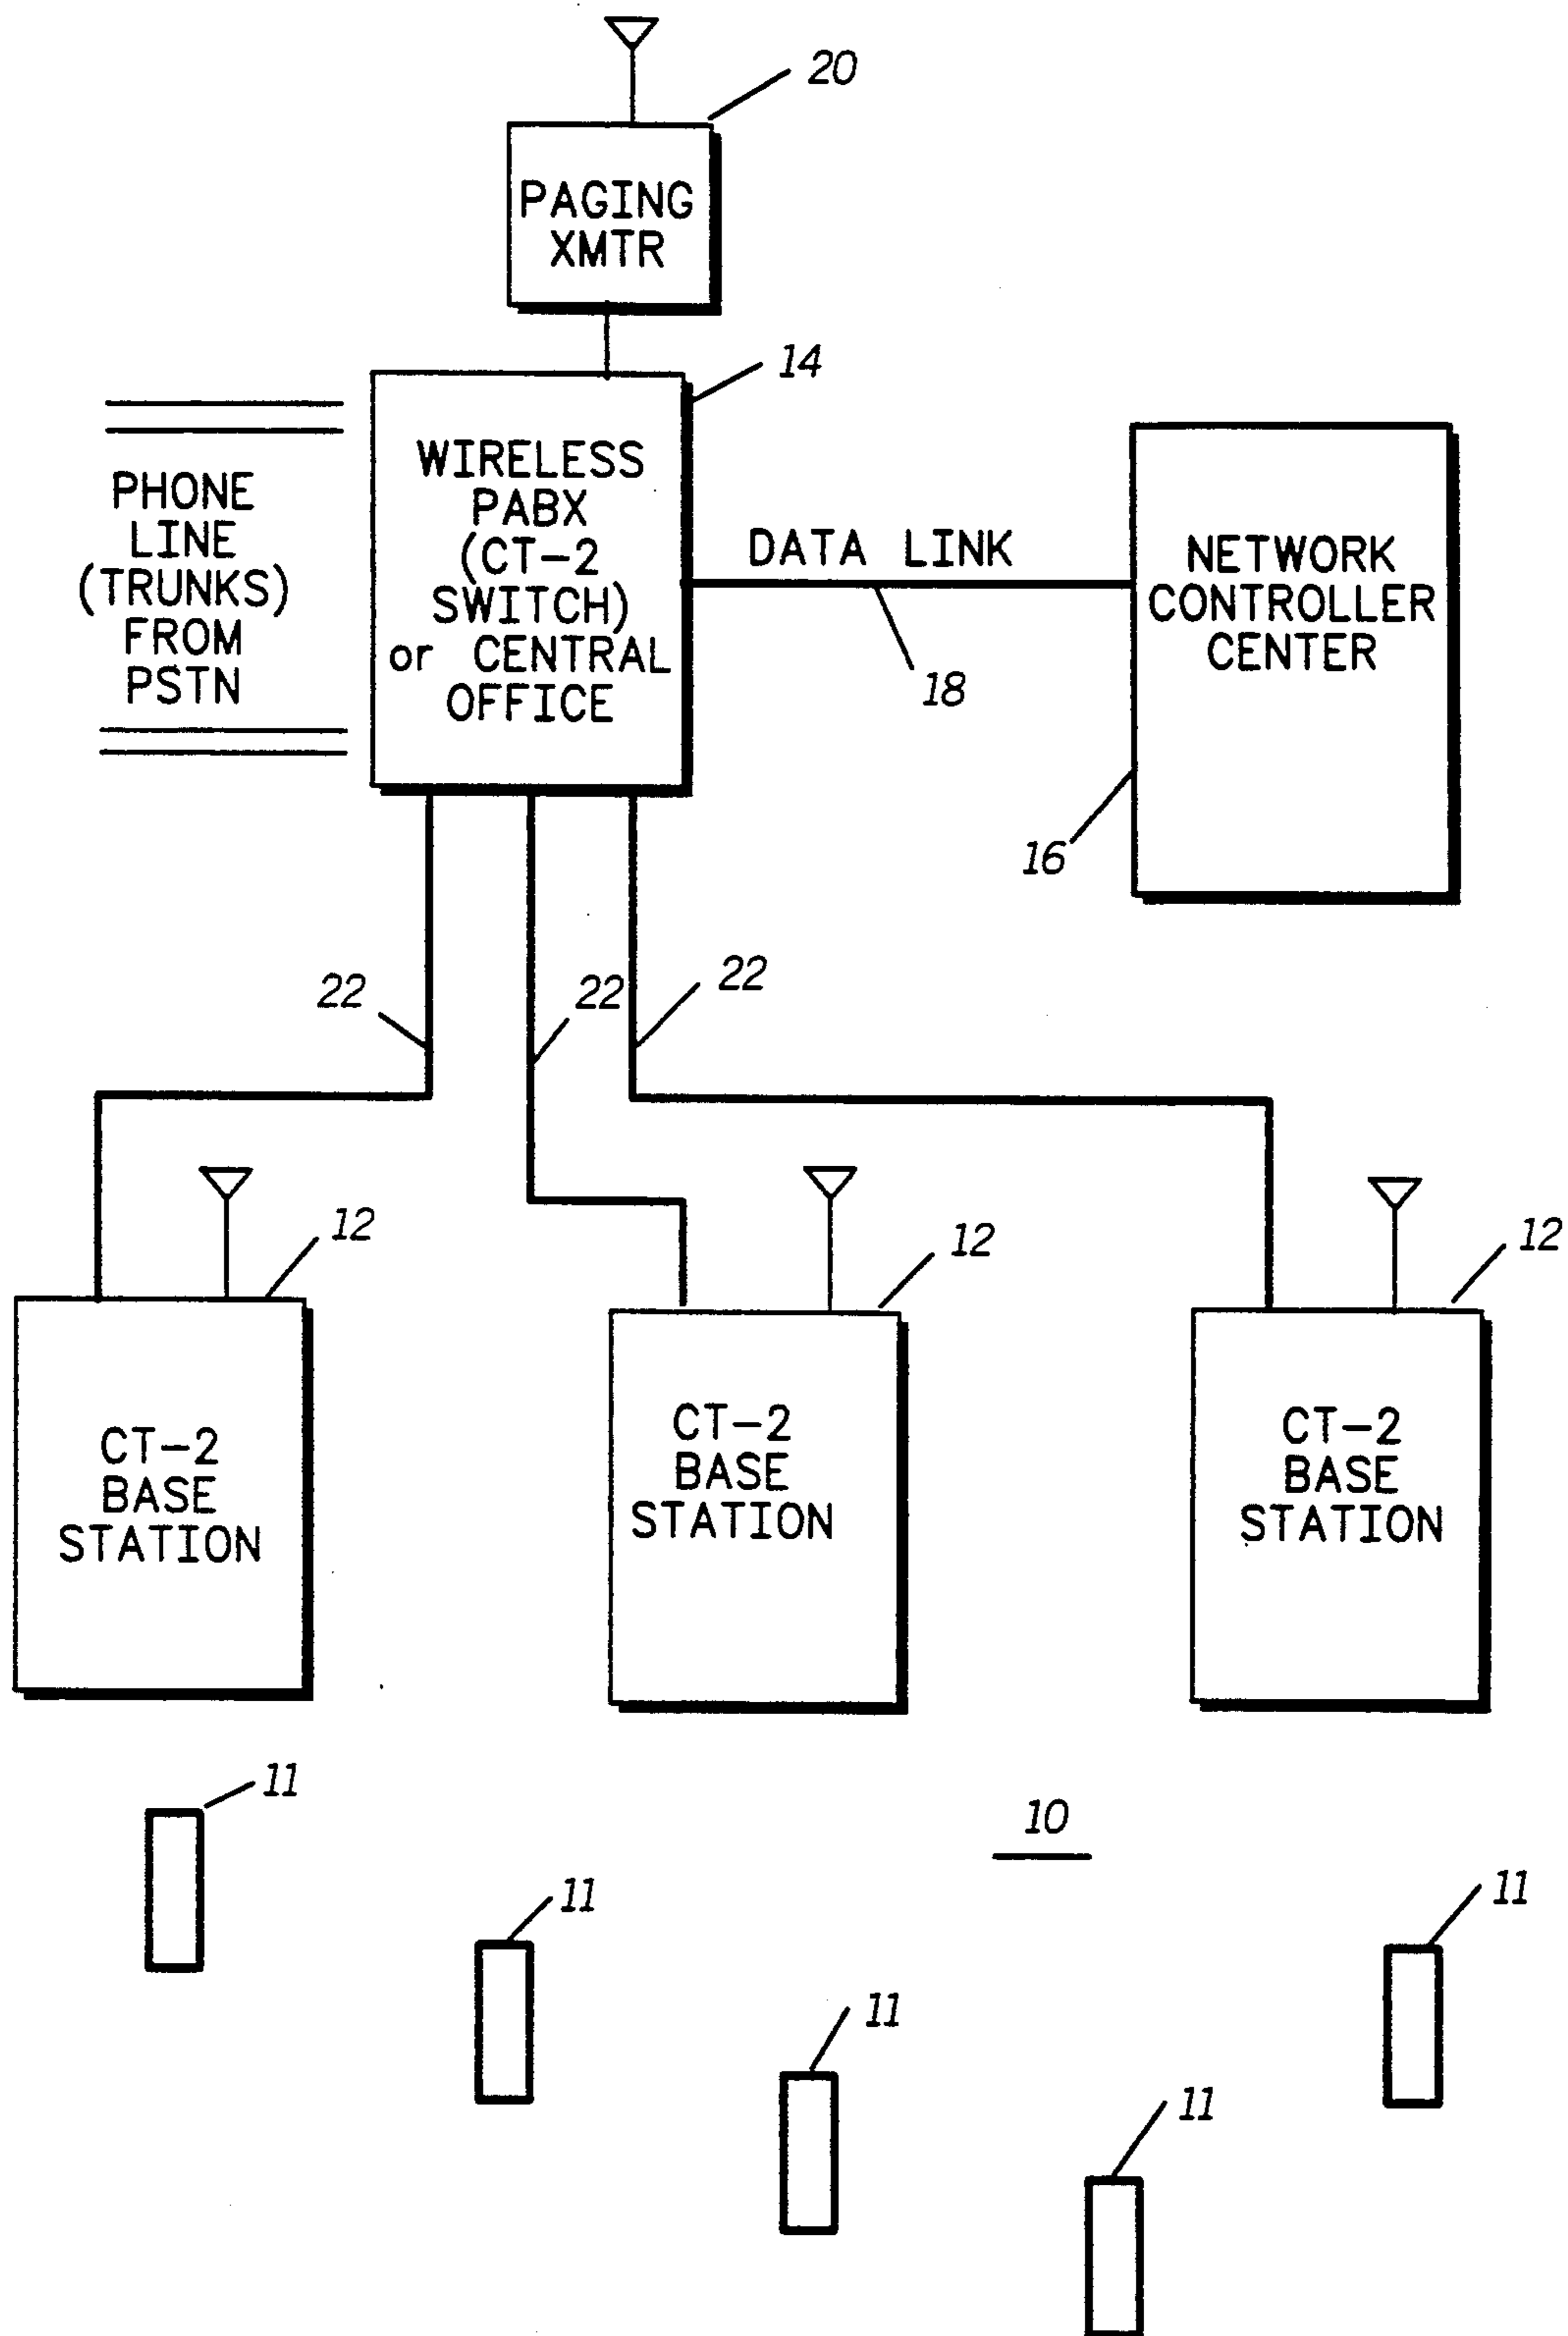 20
PAGING
XMTR
14
PHONE
LINE
(TRUNKS)
FROM
PSTN
WIRELESS
PABX
(CT-2
SWITCH)
or CENTRAL
OFFICE
DATA LINK
18
NETWORK
CONTROLLER
CENTER
16
22
22
22
12
12
12
CT-2
BASE
STATION
CT-2
BASE
STATION
CT-2
BASE
STATION
11
10
11
11
11
11